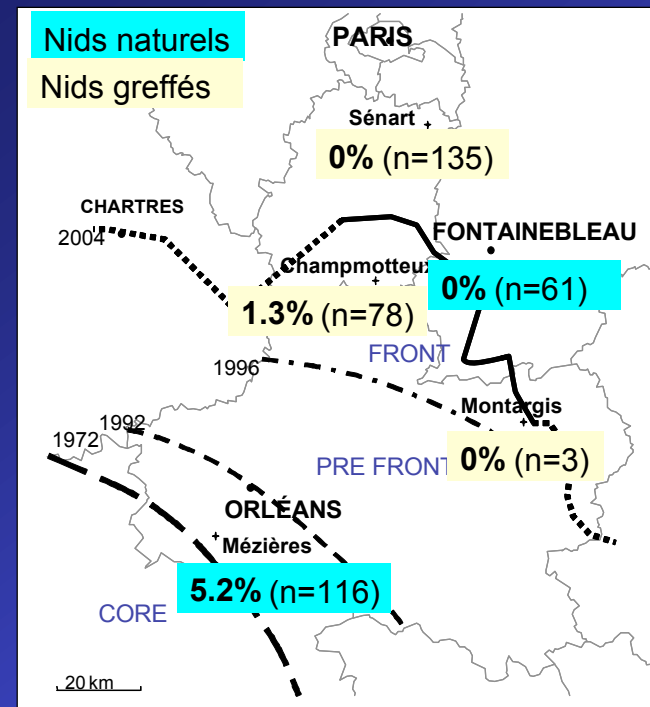 Nids naturels
Nids greffés
PARIS
Sénart
0% (n=135)
CHARTRES
2004
FONTAINEBLEAU
Champmotteux
0% (n=61)
1.3% (n=78)
FRONT
1996
Montargis
1992
1972
PRE FRONT
0% (n=3)
ORLÉANS
Mézières
5.2% (n=116)
CORE
20 km